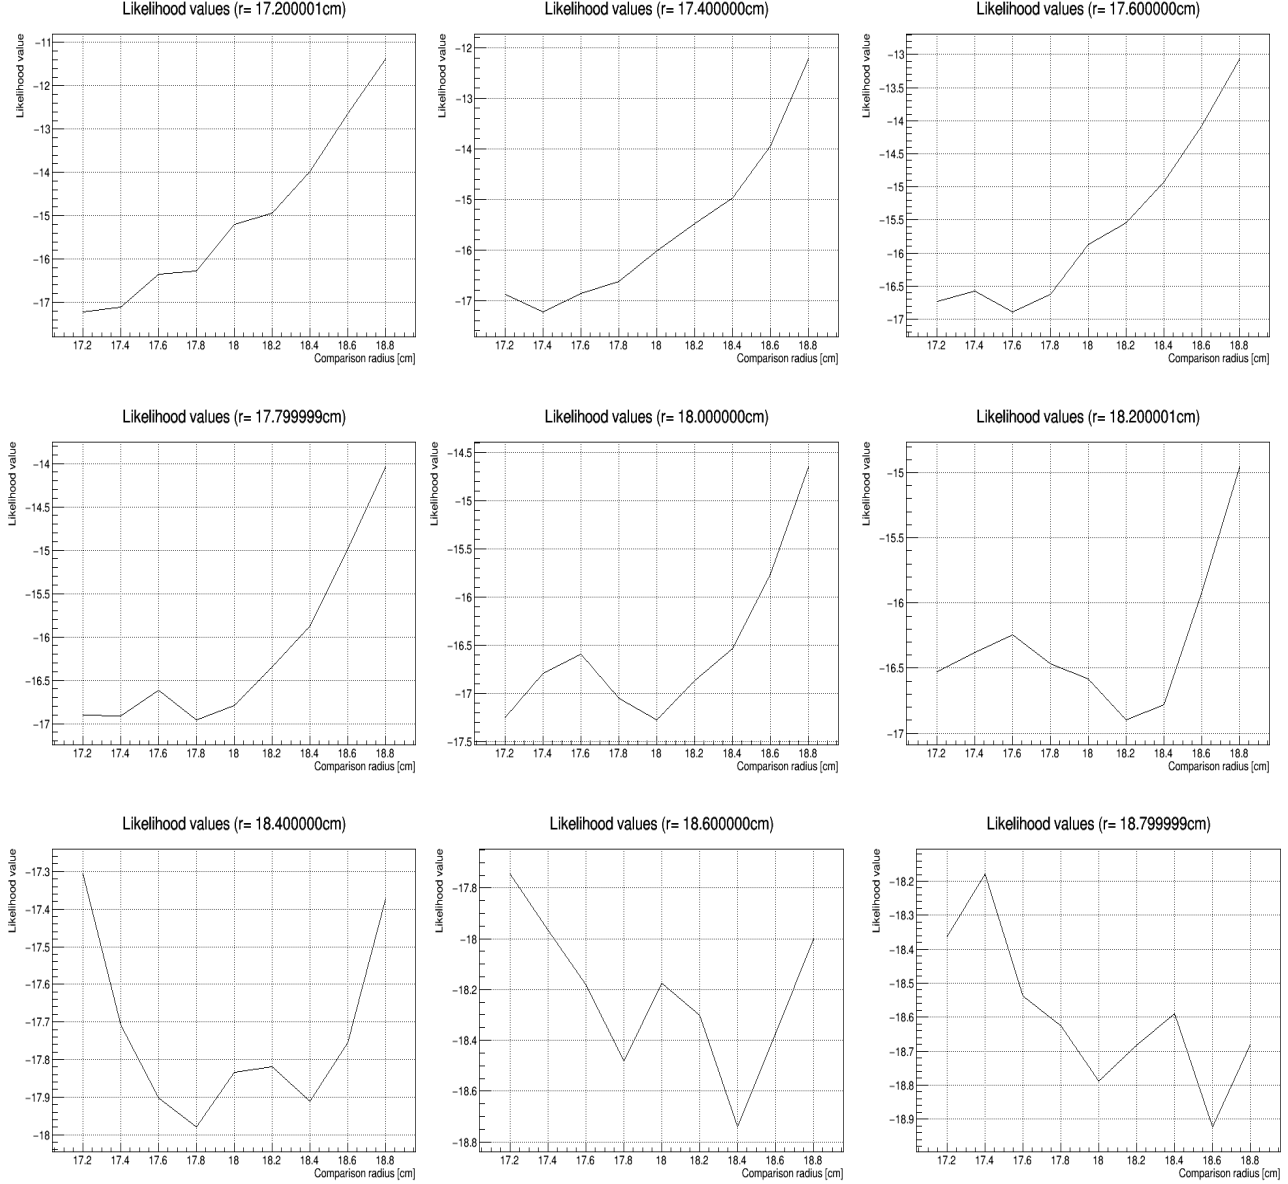 Likelihood values (r= 17.200001cm)
Likelihood value
−11
−12
−13
−14
−15
−16
−17
17.2 17.4 17.6 17.8 18 18.2 18.4 18.6 18.8
Comparison radius [cm]
Likelihood values (r= 17.400000cm)
Likelihood value
−12
−13
−14
−15
−16
−17
17.2 17.4 17.6 17.8 18 18.2 18.4 18.6 18.8
Comparison radius [cm]
Likelihood values (r= 17.600000cm)
Likelihood value
−13
−13.5
−14
−14.5
−15
−15.5
−16
−16.5
−17
17.2 17.4 17.6 17.8 18 18.2 18.4 18.6 18.8
Comparison radius [cm]
Likelihood values (r= 17.799999cm)
Likelihood value
−14
−14.5
−15
−15.5
−16
−16.5
−17
17.2 17.4 17.6 17.8 18 18.2 18.4 18.6 18.8
Comparison radius [cm]
Likelihood values (r= 18.000000cm)
Likelihood value
−14.5
−15
−15.5
−16
−16.5
−17
−17.5
17.2 17.4 17.6 17.8 18 18.2 18.4 18.6 18.8
Comparison radius [cm]
Likelihood values (r= 18.200001cm)
Likelihood value
−15
−15.5
−16
−16.5
−17
17.2 17.4 17.6 17.8 18 18.2 18.4 18.6 18.8
Comparison radius [cm]
Likelihood values (r= 18.400000cm)
Likelihood value
−17.3
−17.4
−17.5
−17.6
−17.7
−17.8
−17.9
−18
17.2 17.4 17.6 17.8 18 18.2 18.4 18.6 18.8
Comparison radius [cm]
Likelihood values (r= 18.600000cm)
Likelihood value
−17.8
−18
−18.2
−18.4
−18.6
−18.8
17.2 17.4 17.6 17.8 18 18.2 18.4 18.6 18.8
Comparison radius [cm]
Likelihood values (r= 18.799999cm)
Likelihood value
−18.2
−18.3
−18.4
−18.5
−18.6
−18.7
−18.8
−18.9
17.2 17.4 17.6 17.8 18 18.2 18.4 18.6 18.8
Comparison radius [cm]